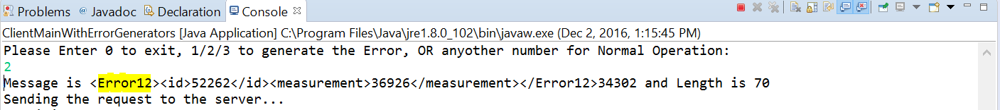 Problems @ Javadoc Declaration Console
ClientMainWithErrorGenerators [Java Application] C:\Program Files\Java\jre1.8.0_102\bin\javaw.exe (Dec 2, 2016, 1:15:45 PM)
Please Enter 0 to exit, 1/2/3 to generate the Error, OR anyother number for Normal Operation:
2
Message is <Error12><id>52262</id><measurement>36926</measurement></Error12>34302 and Length is 70
Sending the request to the server...